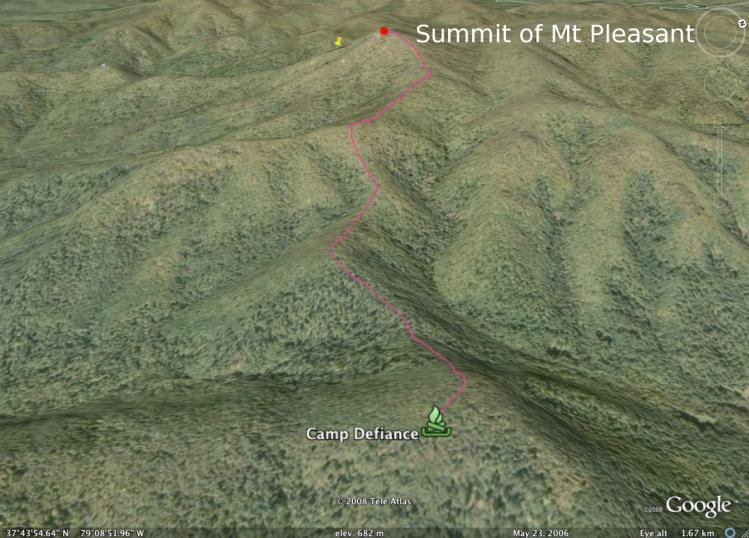 Summit of Mt Pleasant
N
Camp Defiance
© 2008 Tele Atlas
©2008 Google™
37°43'54.64" N 79°08'51.96" W elev 682 m May 23, 2006 Eye alt 1.67 km